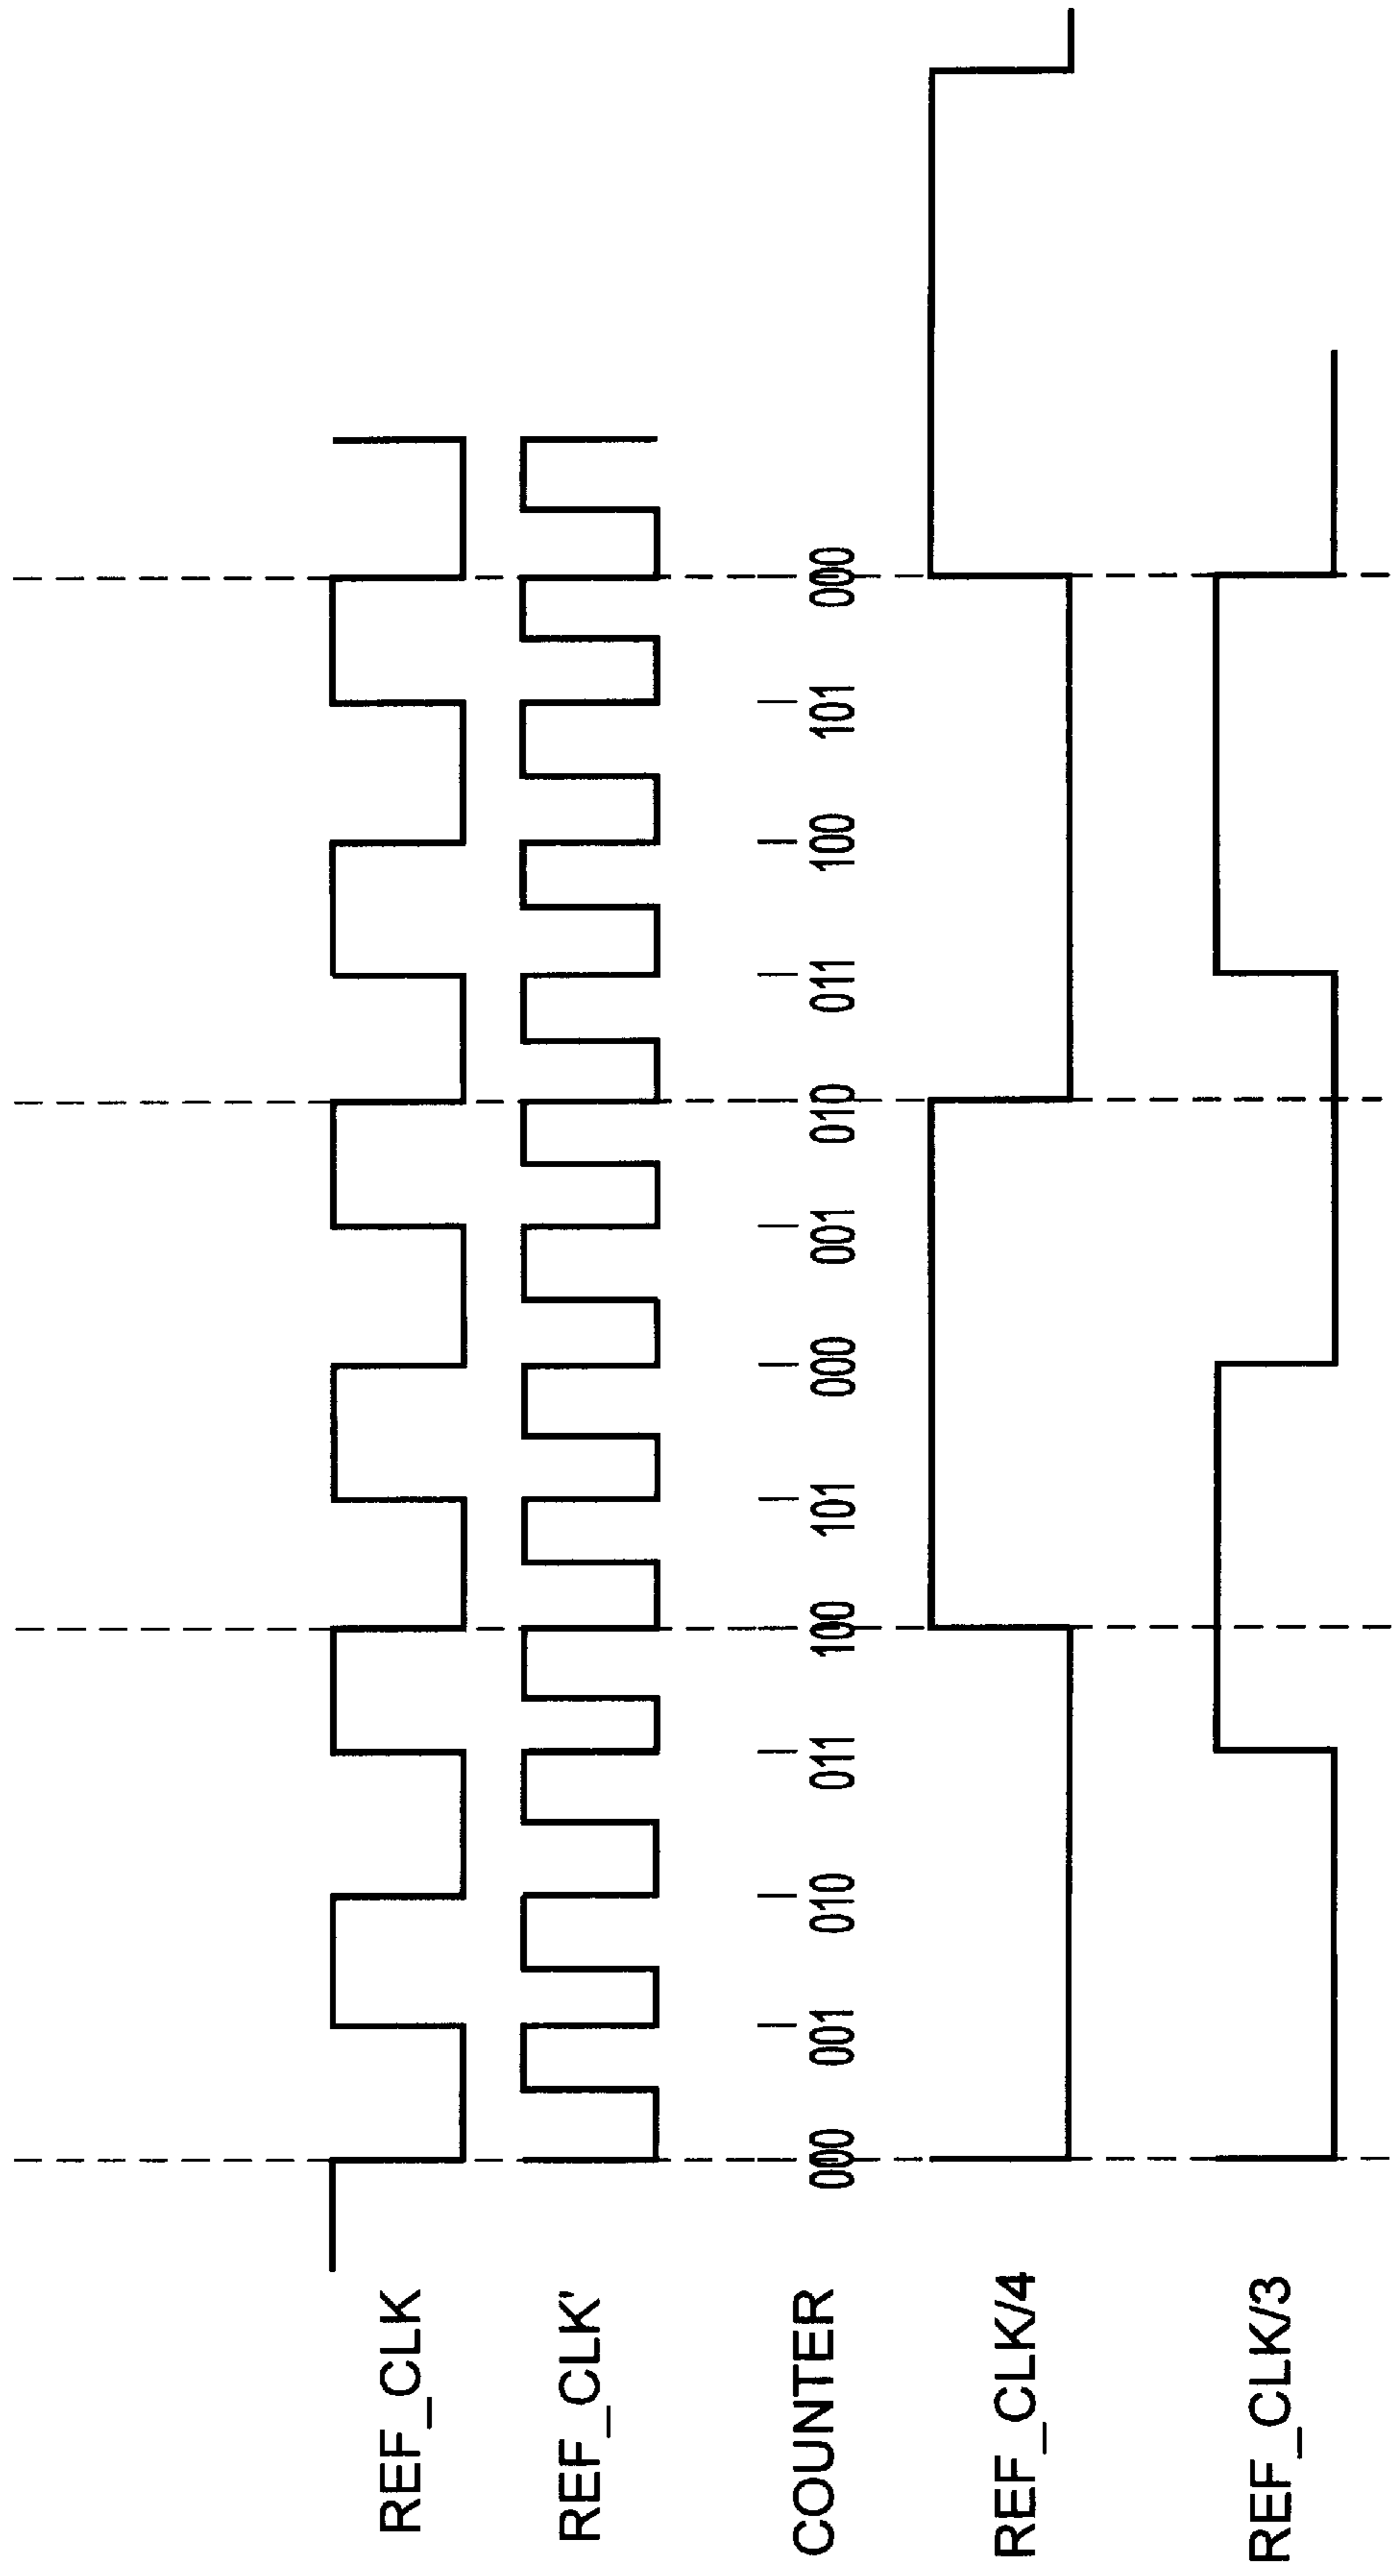 REF_CLK
REF_CLK'
COUNTER 000 001 010 011 100 101 000 001 010 011 100 101 000
REF_CLK/4
REF_CLK/3